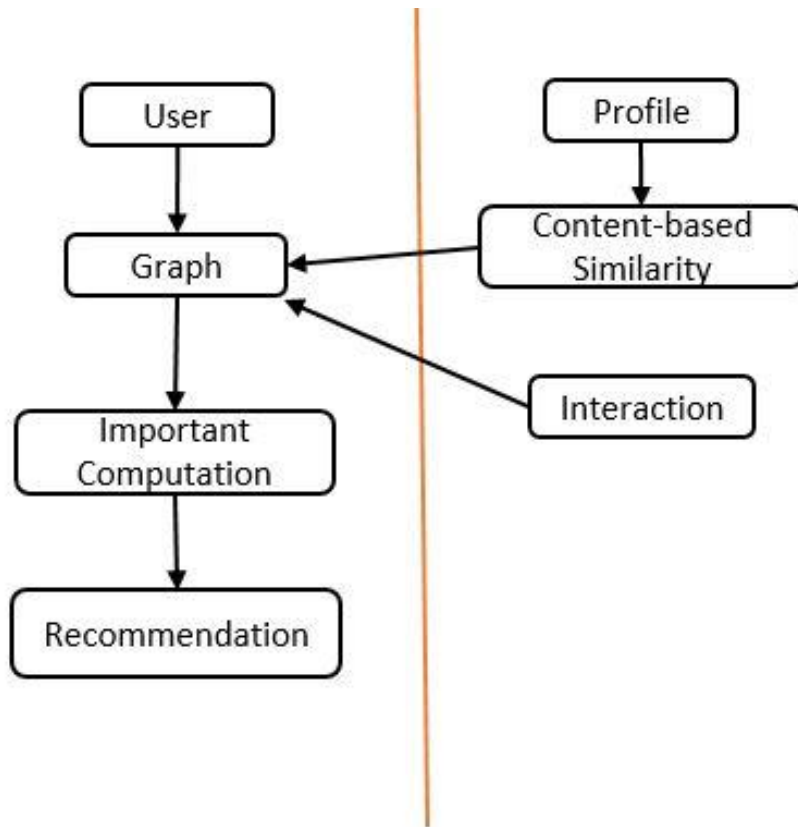 User
Graph
Important
Computation
Recommendation
Profile
Content-based
Similarity
Interaction